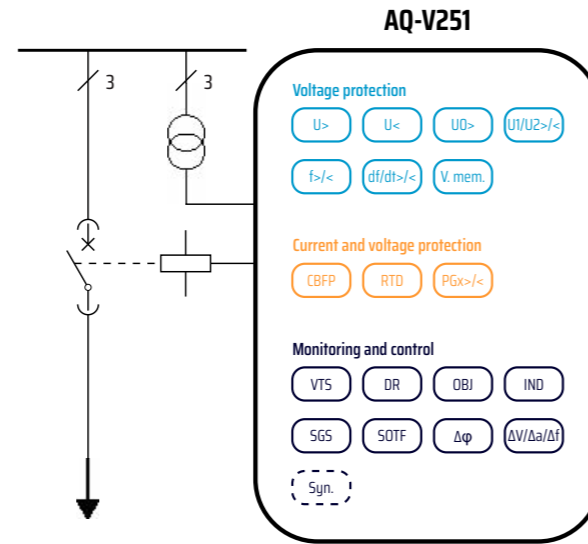 AQ-V251
3
3
Voltage protection
U> U< U0> U1/U2>/<
f>/< df/dt>/< V. mem.
Current and voltage protection
CBFP RTD PGx>/<
Monitoring and control
VTS DR OBJ IND
SGS SOTF Δφ ΔV/Δa/Δf
Syn.